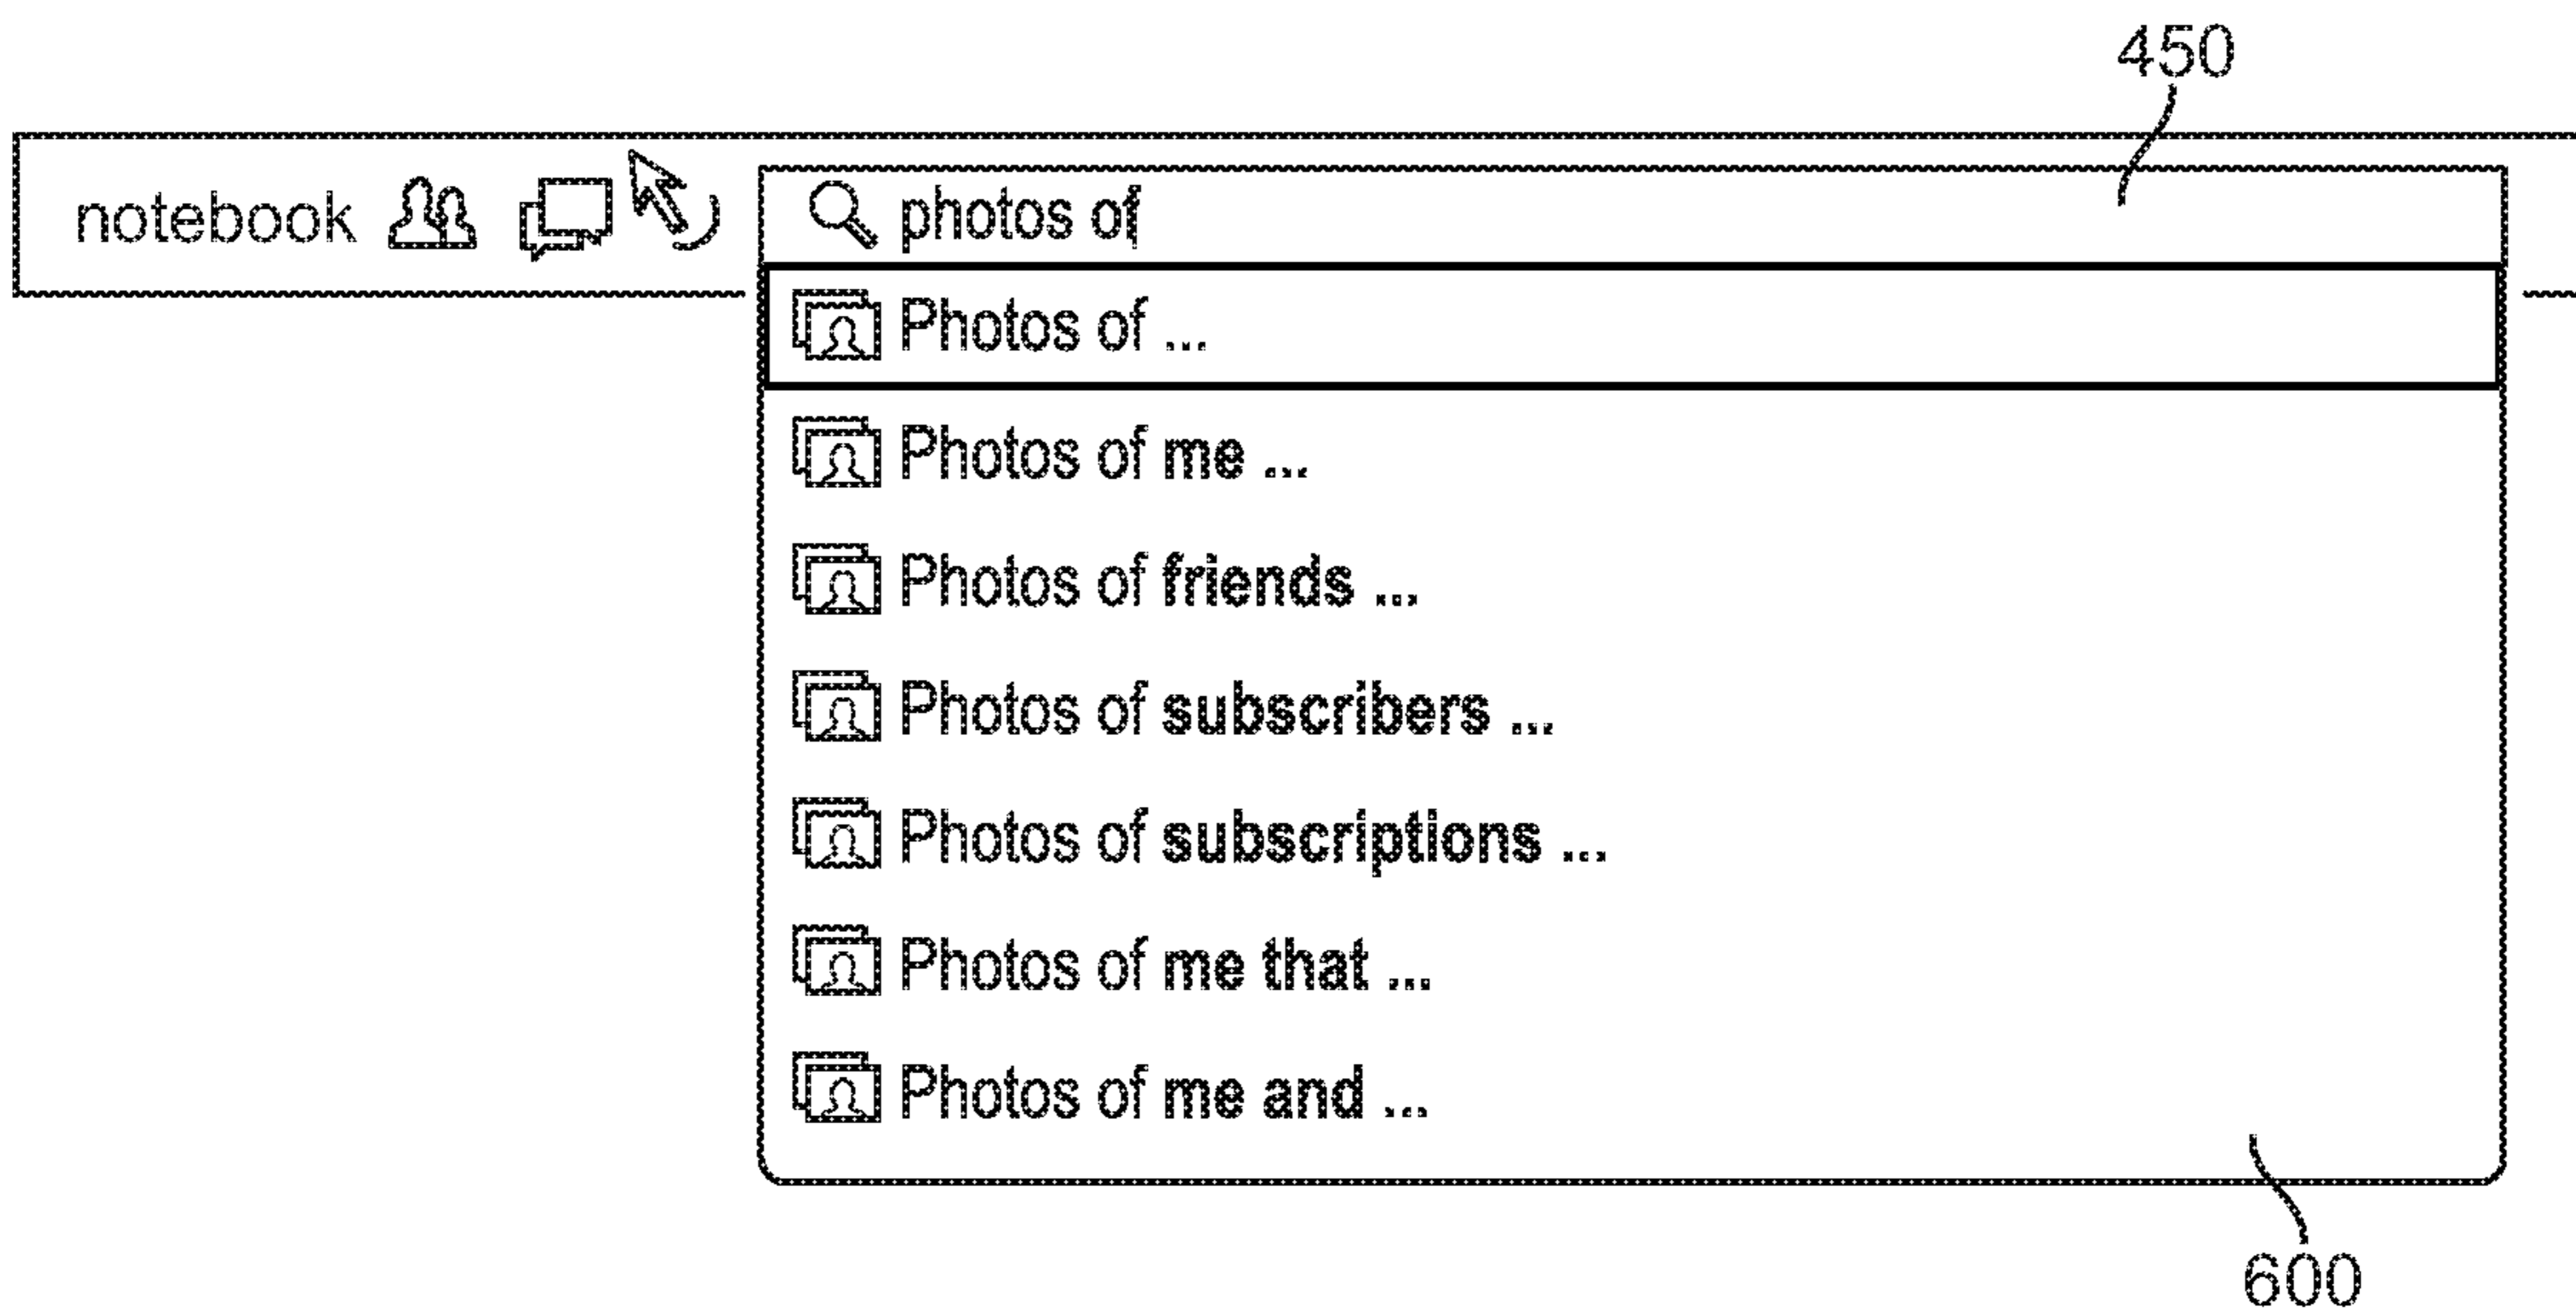 450
notebook photos of
Photos of ...
Photos of me ...
Photos of friends ...
Photos of subscribers ...
Photos of subscriptions ...
Photos of me that ...
Photos of me and ...
600